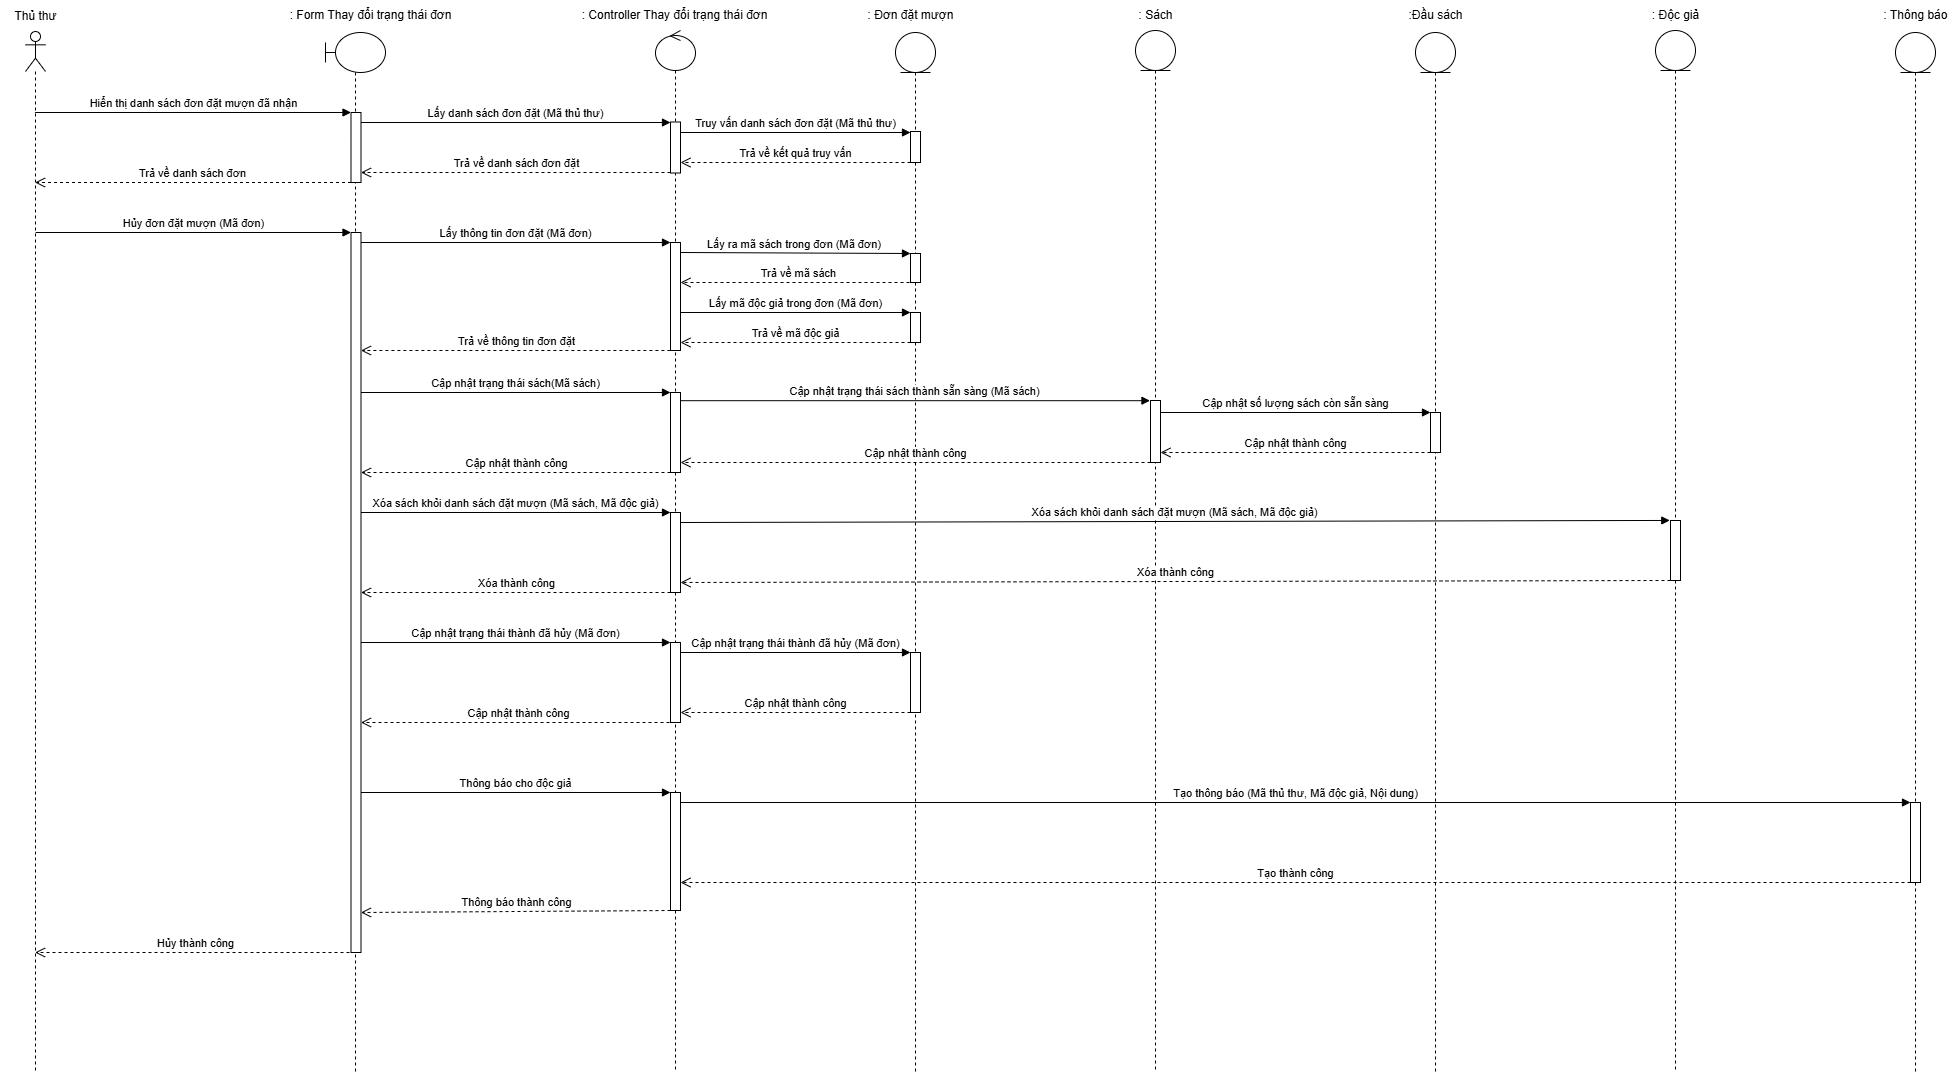 Thủ thư
: Form Thay đổi trạng thái đơn
: Controller Thay đổi trạng thái đơn
: Đơn đặt mượn
: Sách
:Đầu sách
: Độc giả
: Thông báo
Hiển thị danh sách đơn đặt mượn đã nhận
Lấy danh sách đơn đặt (Mã thủ thư)
Truy vấn danh sách đơn đặt (Mã thủ thư)
Trả về kết quả truy vấn
Trả về danh sách đơn đặt
Trả về danh sách đơn
Hủy đơn đặt mượn (Mã đơn)
Lấy thông tin đơn đặt (Mã đơn)
Lấy ra mã sách trong đơn (Mã đơn)
Trả về mã sách
Lấy mã độc giả trong đơn (Mã đơn)
Trả về mã độc giả
Trả về thông tin đơn đặt
Cập nhật trạng thái sách(Mã sách)
Cập nhật trạng thái sách thành sẵn sàng (Mã sách)
Cập nhật số lượng sách còn sẵn sàng
Cập nhật thành công
Cập nhật thành công
Cập nhật thành công
Xóa sách khỏi danh sách đặt mượn (Mã sách, Mã độc giả)
Xóa sách khỏi danh sách đặt mượn (Mã sách, Mã độc giả)
Xóa thành công
Xóa thành công
Cập nhật trạng thái thành đã hủy (Mã đơn)
Cập nhật trạng thái thành đã hủy (Mã đơn)
Cập nhật thành công
Cập nhật thành công
Thông báo cho độc giả
Tạo thông báo (Mã thủ thư, Mã độc giả, Nội dung)
Tạo thành công
Thông báo thành công
Hủy thành công